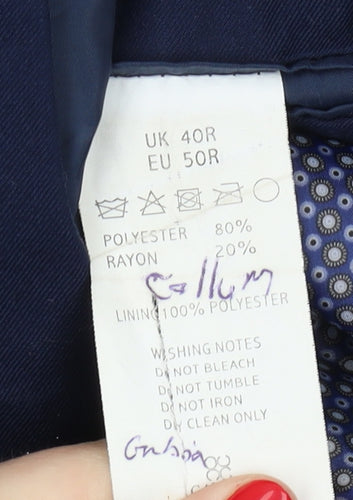 UK 40R
EU 50R
POLYESTER 80%
RAYON 20%
Callum
LINING 100% POLYESTER
WASHING NOTES
DO NOT BLEACH
DO NOT TUMBLE
DO NOT IRON
DRY CLEAN ONLY